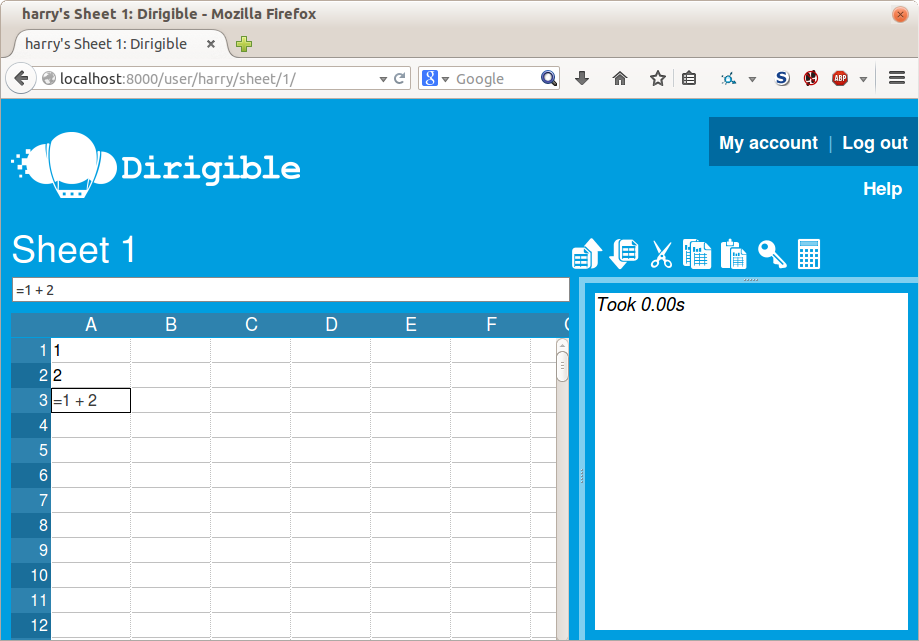 harry's Sheet 1: Dirigible - Mozilla Firefox
harry's Sheet 1: Dirigible
localhost:8000/user/harry/sheet/1/
8 Google
S ABP
Dirigible
My account | Log out
Help
Sheet 1
=1 + 2
Took 0.00s
A B C D E F
1 1
2 2
3 =1 + 2
4
5
6
7
8
9
10
11
12